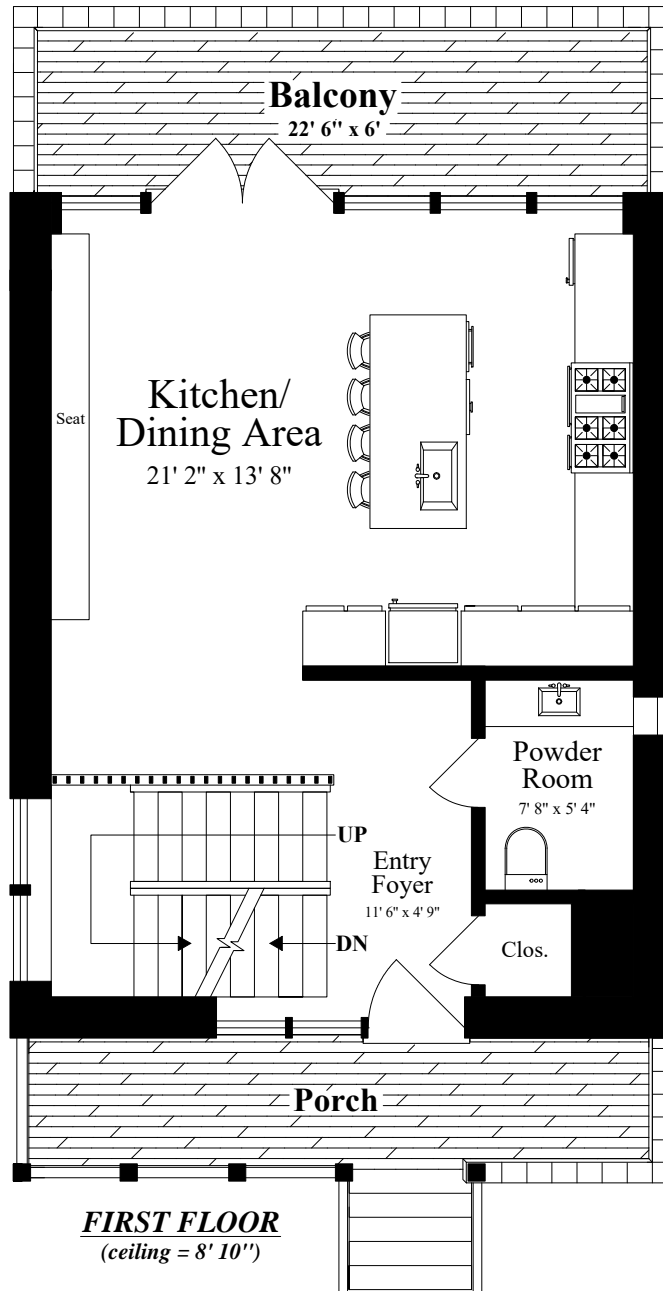 Balcony
22' 6" x 6'
Seat
Kitchen/
Dining Area
21' 2" x 13' 8"
Powder
Room
7' 8" x 5' 4"
UP
Entry
Foyer
11' 6" x 4' 9"
DN
Clos.
Porch
FIRST FLOOR
(ceiling = 8' 10")